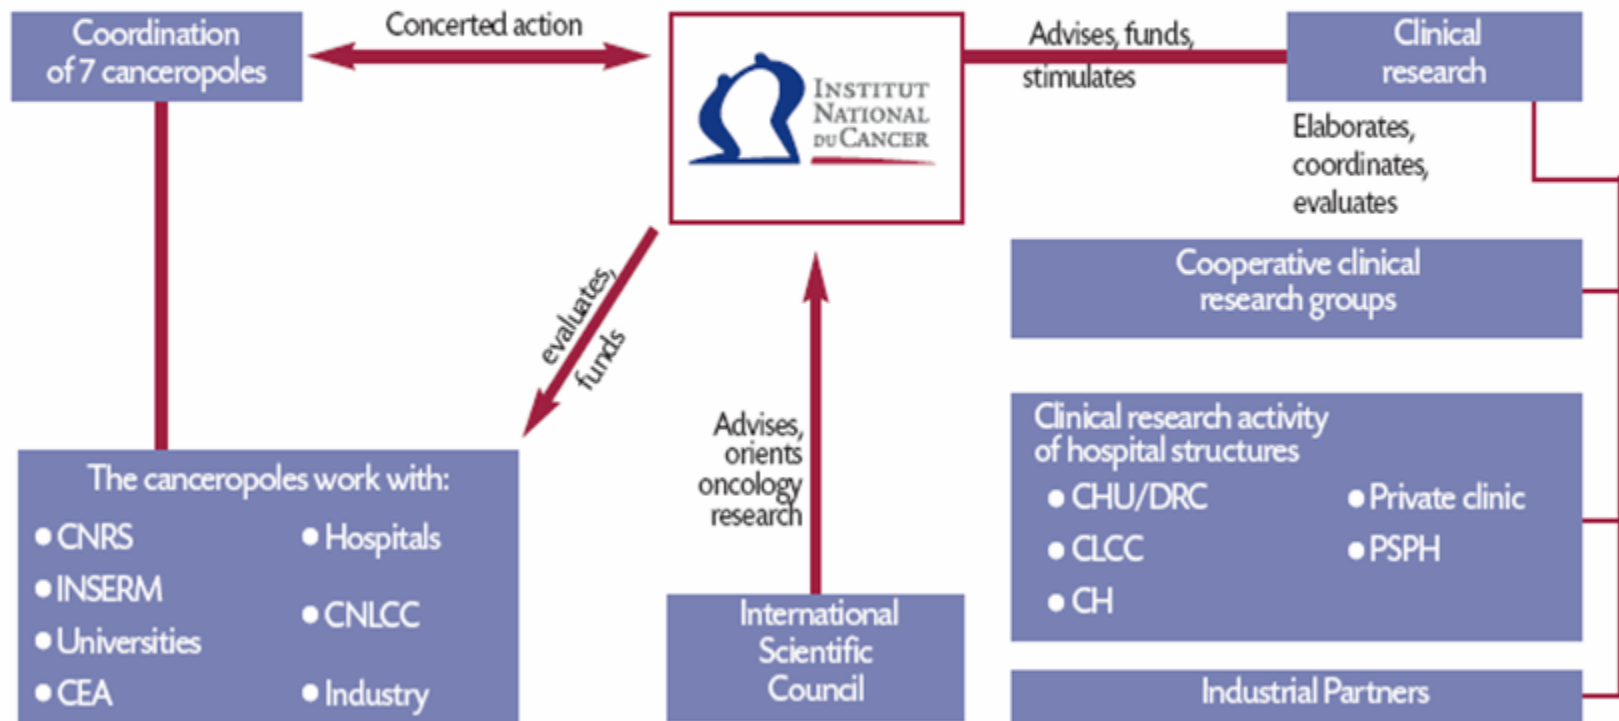 Coordination
of 7 canceropoles
Concerted action
INSTITUT
NATIONAL
DU CANCER
Advises, funds,
stimulates
Clinical
research
Elaborates,
coordinates,
evaluates
Cooperative clinical
research groups
evaluates,
funds
Advises,
orients
oncology
research
Clinical research activity
of hospital structures
• CHU/DRC
• CLCC
• CH
• Private clinic
• PSPH
The canceropoles work with:
• CNRS
• INSERM
• Universities
• CEA
• Hospitals
• CNLCC
• Industry
International
Scientific
Council
Industrial Partners